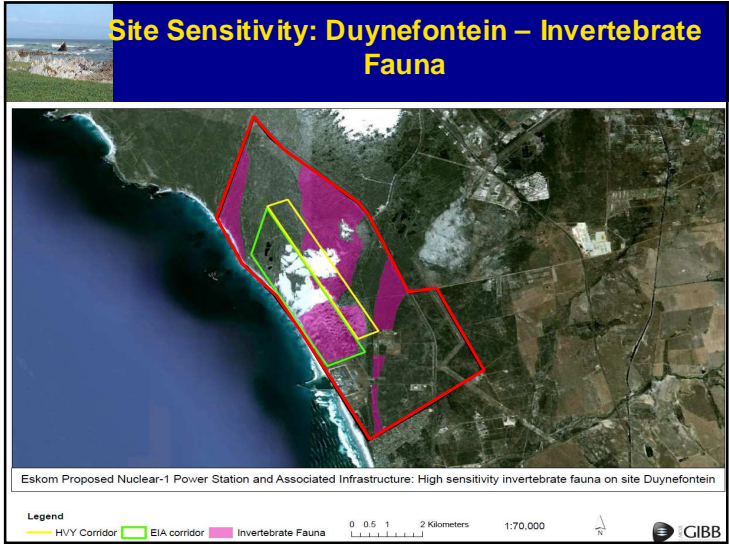 Site Sensitivity: Duynefontein – Invertebrate
Fauna
Eskom Proposed Nuclear-1 Power Station and Associated Infrastructure: High sensitivity invertebrate fauna on site Duynefontein
Legend
HVY Corridor EIA corridor Invertebrate Fauna
0 0.5 1 2 Kilometers
1:70,000
N
GIBB